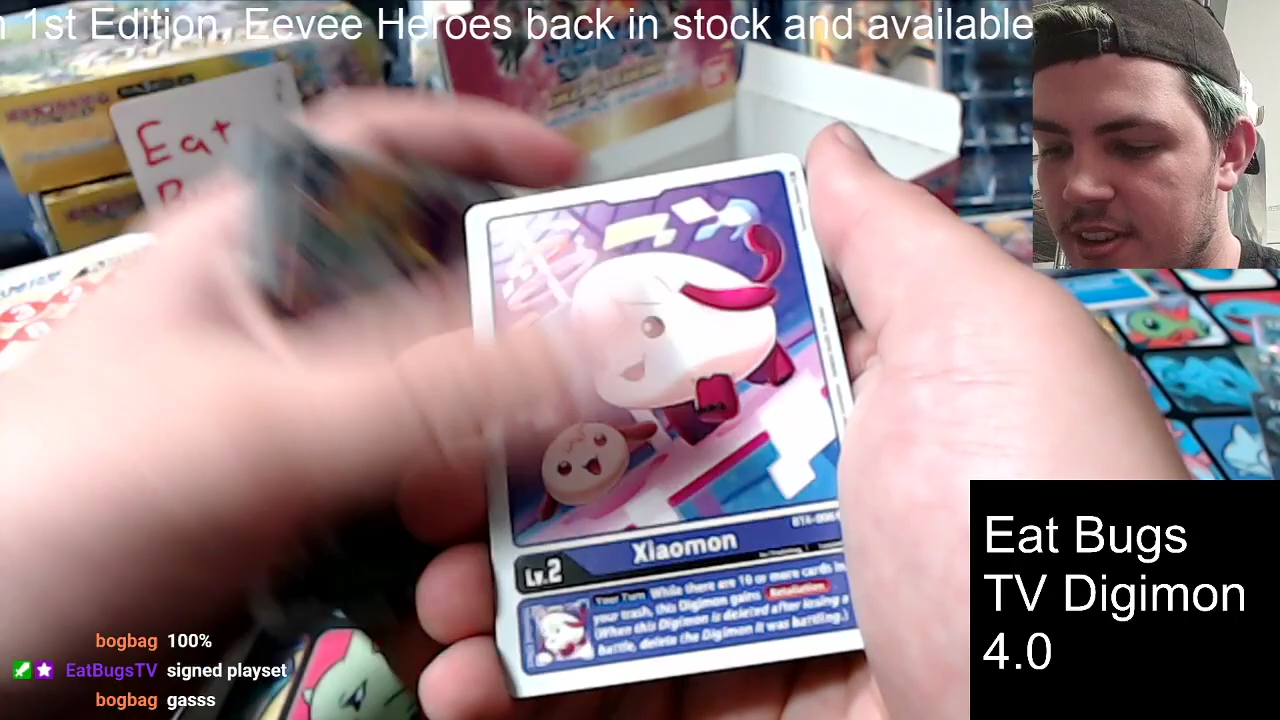 1st Edition, Eevee Heroes back in stock and available
Eat
Xiaomon
Lv.2
Your Turn While there are 10 or more cards in
your trash, this Digimon gains Retaliation
(When this Digimon is deleted after losing a
battle, delete the Digimon it was battling.)
Eat Bugs
TV Digimon
4.0
bogbag 100%
EatBugsTV signed playset
bogbag gasss